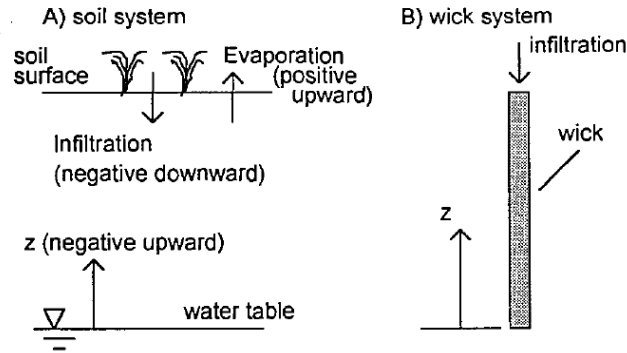 A) soil system
soil
surface
Evaporation
(positive
upward)
Infiltration
(negative downward)
z (negative upward)
water table
B) wick system
infiltration
wick
z